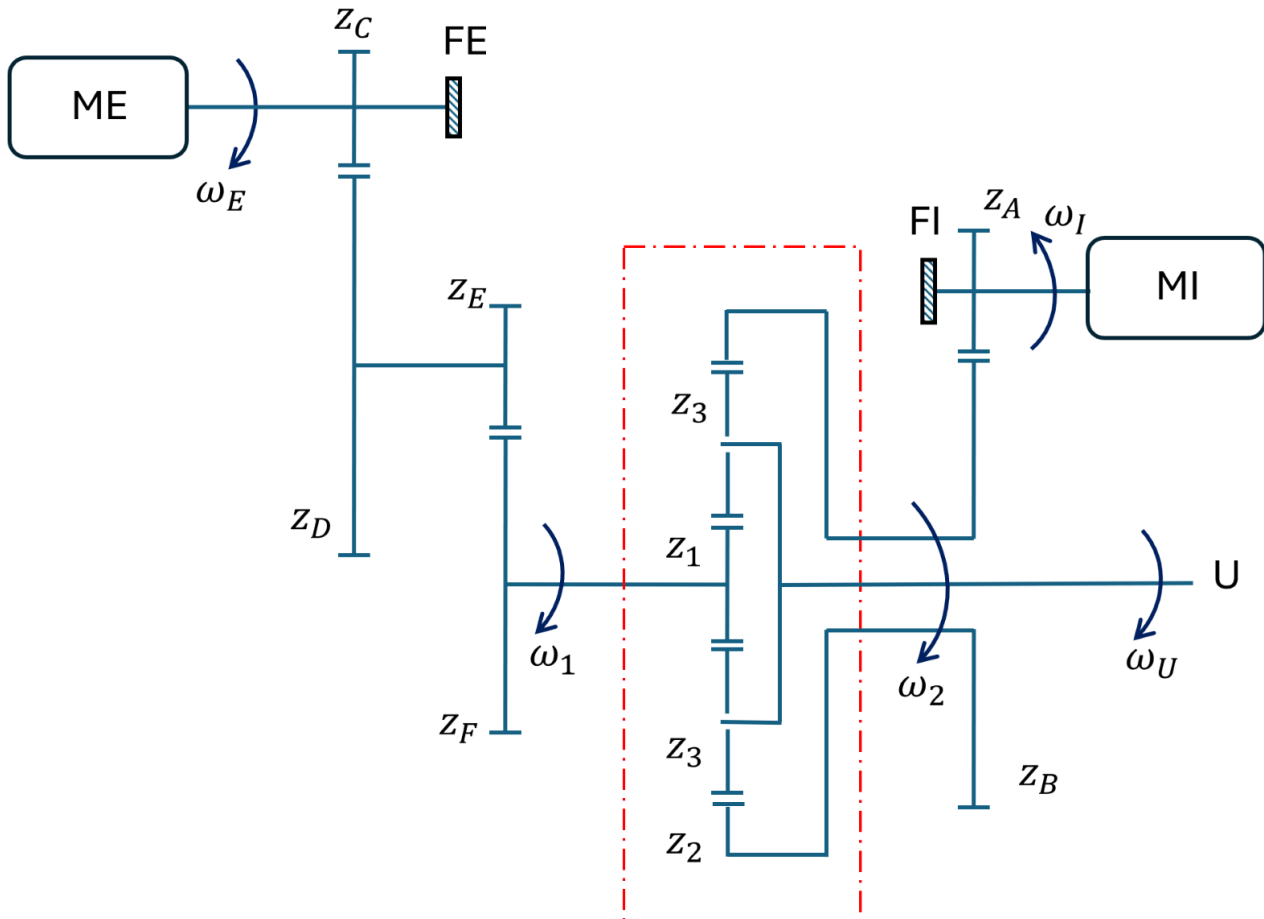 z_C
FE
ME
ω_E
z_A
ω_I
FI
MI
z_E
z_3
z_D
z_1
U
ω_1
ω_2
ω_U
z_F
z_3
z_B
z_2